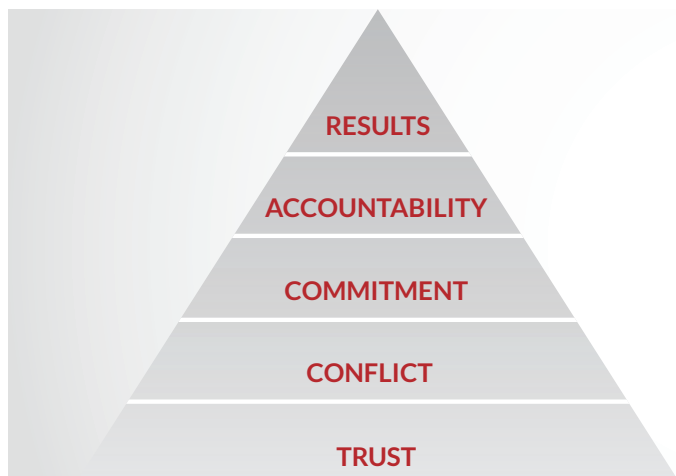 RESULTS
ACCOUNTABILITY
COMMITMENT
CONFLICT
TRUST